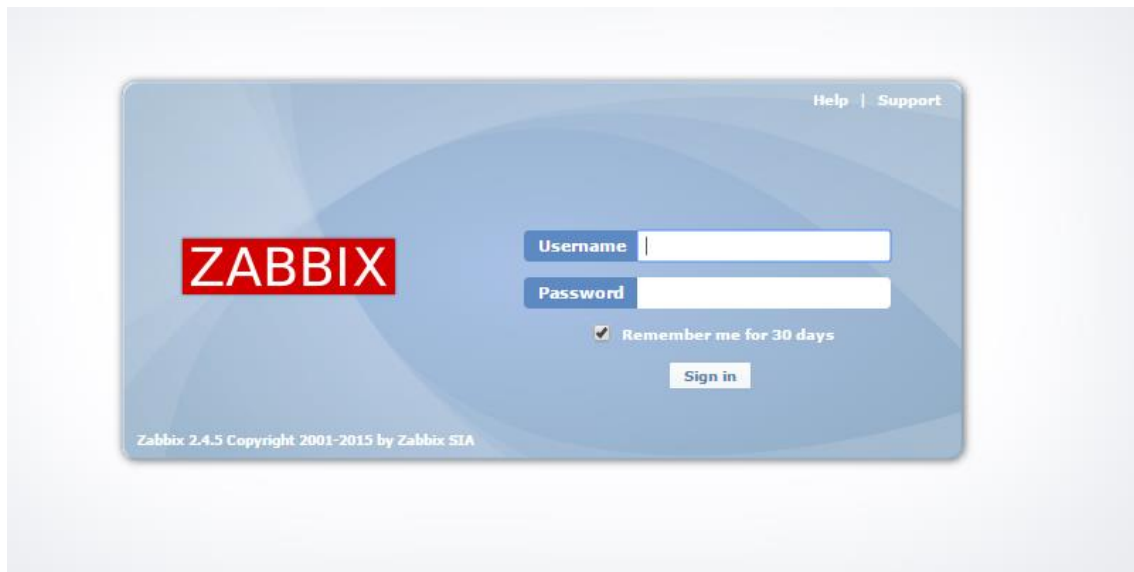 Help | Support
ZABBIX
Username
Password
Remember me for 30 days
Sign in
Zabbix 2.4.5 Copyright 2001-2015 by Zabbix SIA